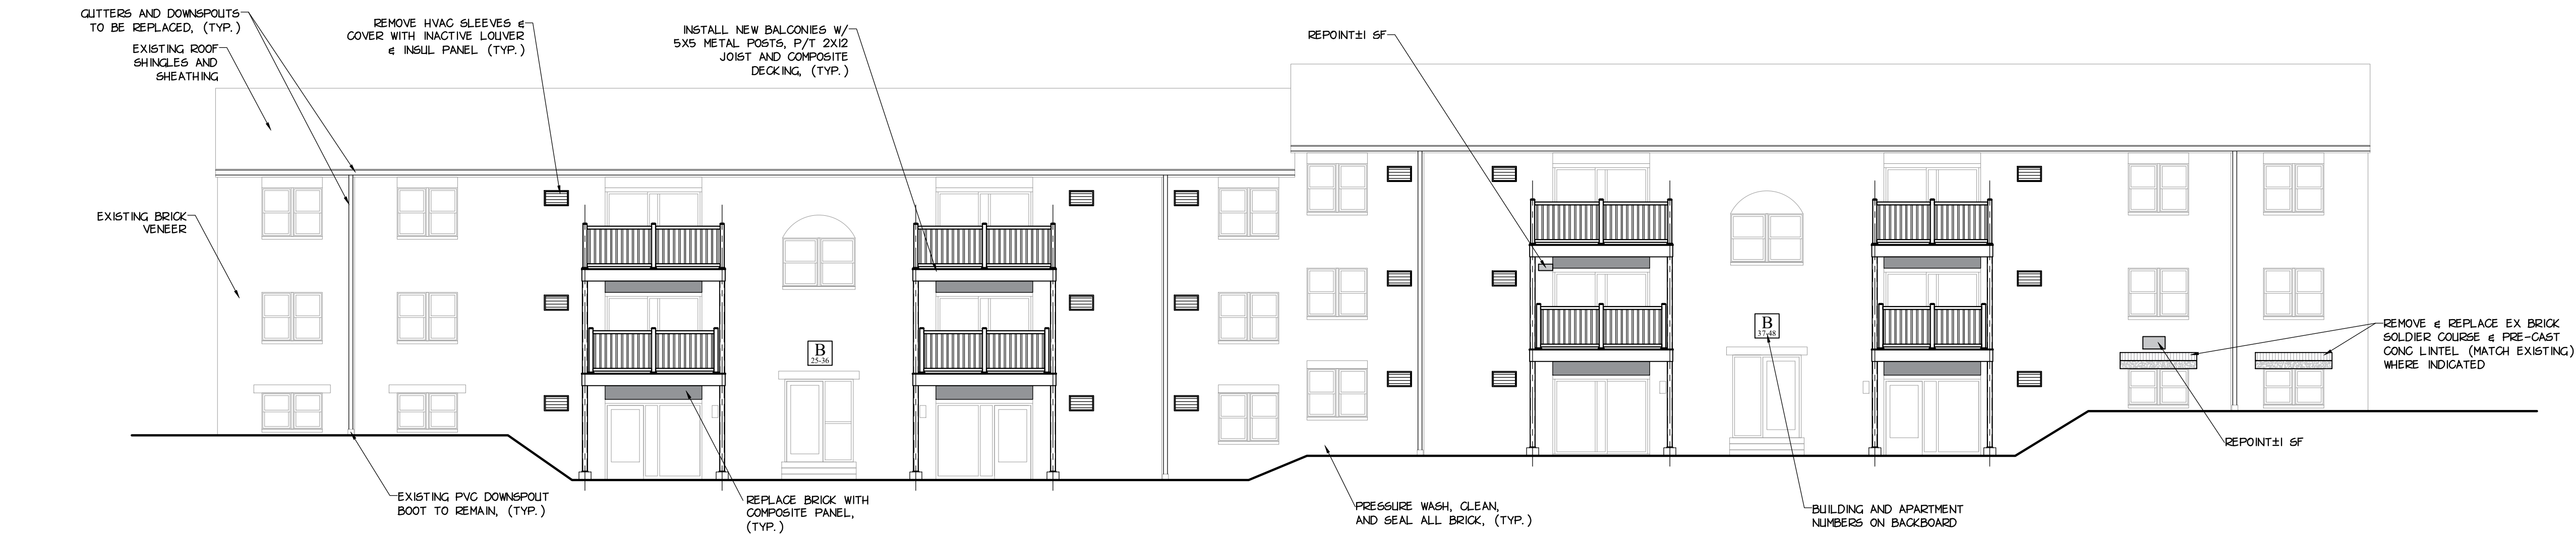 GUTTERS AND DOWNSPOUTS
TO BE REPLACED, (TYP.)
EXISTING ROOF
SHINGLES AND
SHEATHING
REMOVE HVAC SLEEVES &
COVER WITH INACTIVE LOUVER
& INSUL PANEL (TYP.)
INSTALL NEW BALCONIES W/
5X5 METAL POSTS, P/T 2X12
JOIST AND COMPOSITE
DECKING, (TYP.)
REPOINT±1 SF
EXISTING BRICK
VENEER
B
25-36
B
37-48
REMOVE & REPLACE EX BRICK
SOLDIER COURSE & PRE-CAST
CONC LINTEL (MATCH EXISTING)
WHERE INDICATED
REPOINT±1 SF
EXISTING PVC DOWNSPOUT
BOOT TO REMAIN, (TYP.)
REPLACE BRICK WITH
COMPOSITE PANEL,
(TYP.)
PRESSURE WASH, CLEAN,
AND SEAL ALL BRICK, (TYP.)
BUILDING AND APARTMENT
NUMBERS ON BACKBOARD